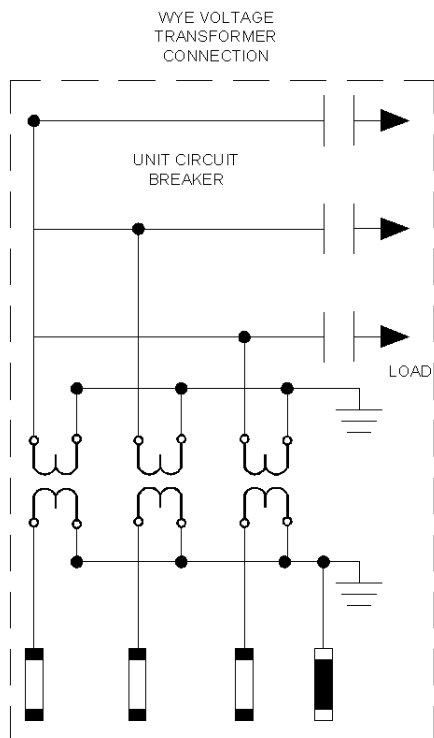 WYE VOLTAGE
TRANSFORMER
CONNECTION
UNIT CIRCUIT
BREAKER
LOAD